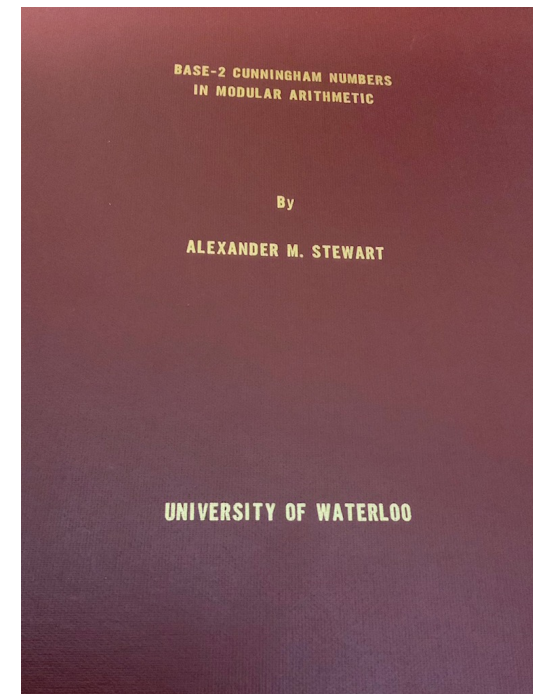 BASE-2 CUNNINGHAM NUMBERS
IN MODULAR ARITHMETIC
By
ALEXANDER M. STEWART
UNIVERSITY OF WATERLOO